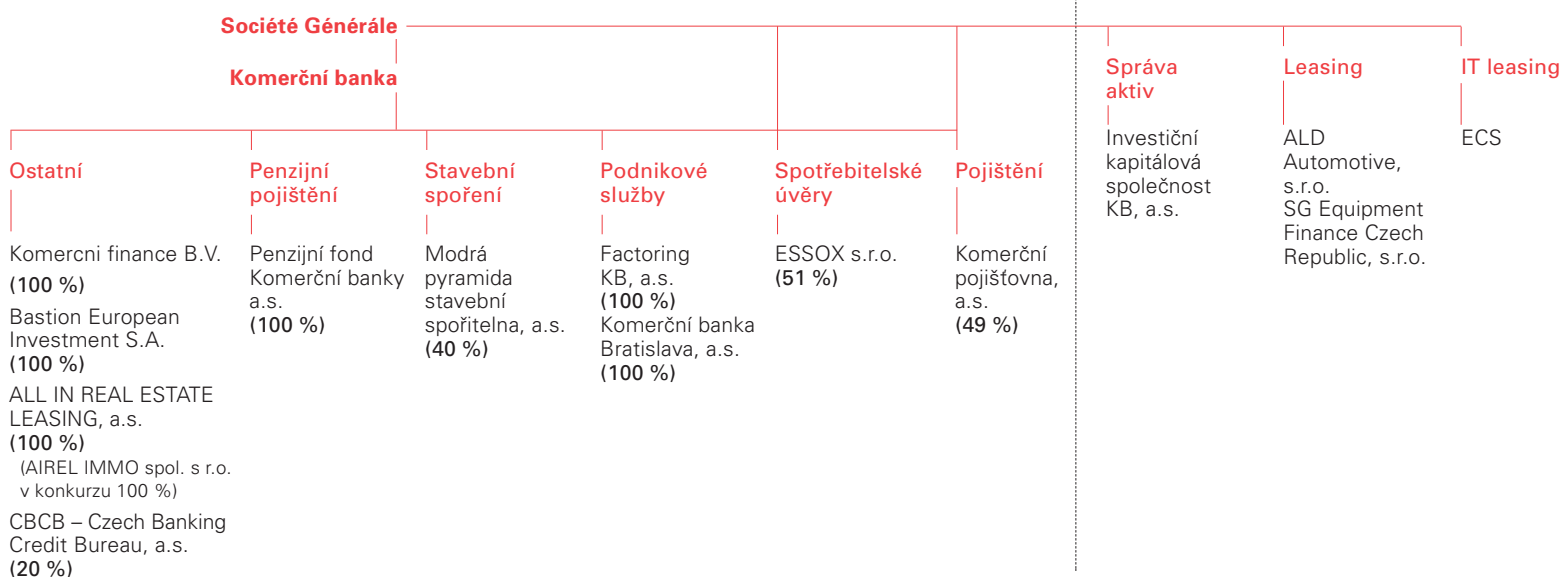 Société Générale
Komerční banka
Správa
aktiv
Investiční
kapitálová
společnost
KB, a.s.
Leasing
ALD
Automotive,
s.r.o.
SG Equipment
Finance Czech
Republic, s.r.o.
IT leasing
ECS
Ostatní
Komercni finance B.V.
(100 %)
Bastion European
Investment S.A.
(100 %)
ALL IN REAL ESTATE
LEASING, a.s.
(100 %)
(AIREL IMMO spol. s r.o.
v konkurzu 100 %)
CBCB – Czech Banking
Credit Bureau, a.s.
(20 %)
Penzijní
pojištění
Penzijní fond
Komerční banky
a.s.
(100 %)
Stavební
spoření
Modrá
pyramida
stavební
spořitelna, a.s.
(40 %)
Podnikové
služby
Factoring
KB, a.s.
(100 %)
Komerční banka
Bratislava, a.s.
(100 %)
Spotřebitelské
úvěry
ESSOX s.r.o.
(51 %)
Pojištění
Komerční
pojišťovna,
a.s.
(49 %)